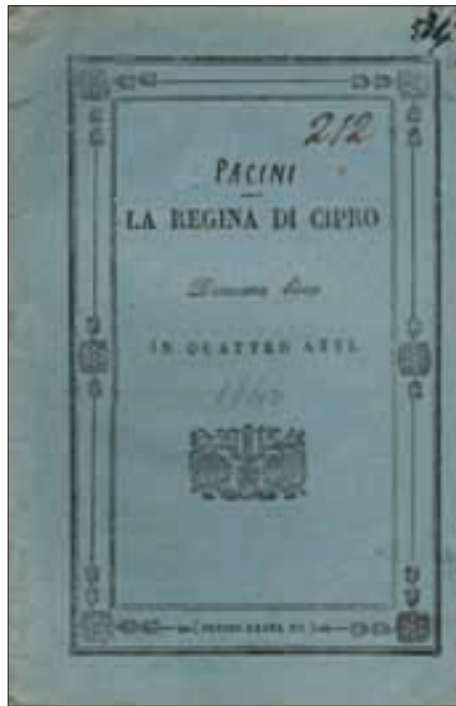 212
PACINI
LA REGINA DI CIPRO
Dramma lirico
IN QUATTRO ATTI.